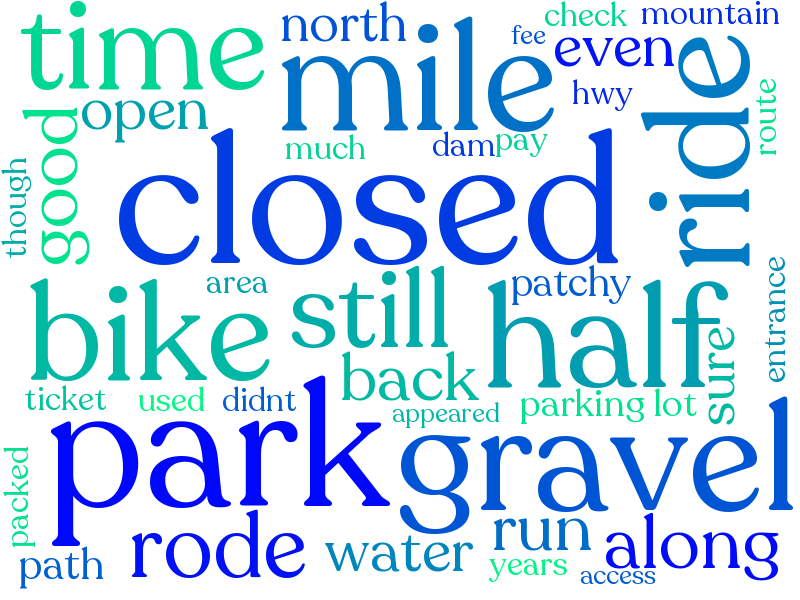 time
north
mile
fee
check
mountain
even
ride
hwy
route
open
good
much
dam
pay
though
closed
area
patchy
entrance
bike
still
half
sure
back
ticket
used
didnt
appeared
parking lot
park
gravel
packed
path
rode
water
run
years
along
access